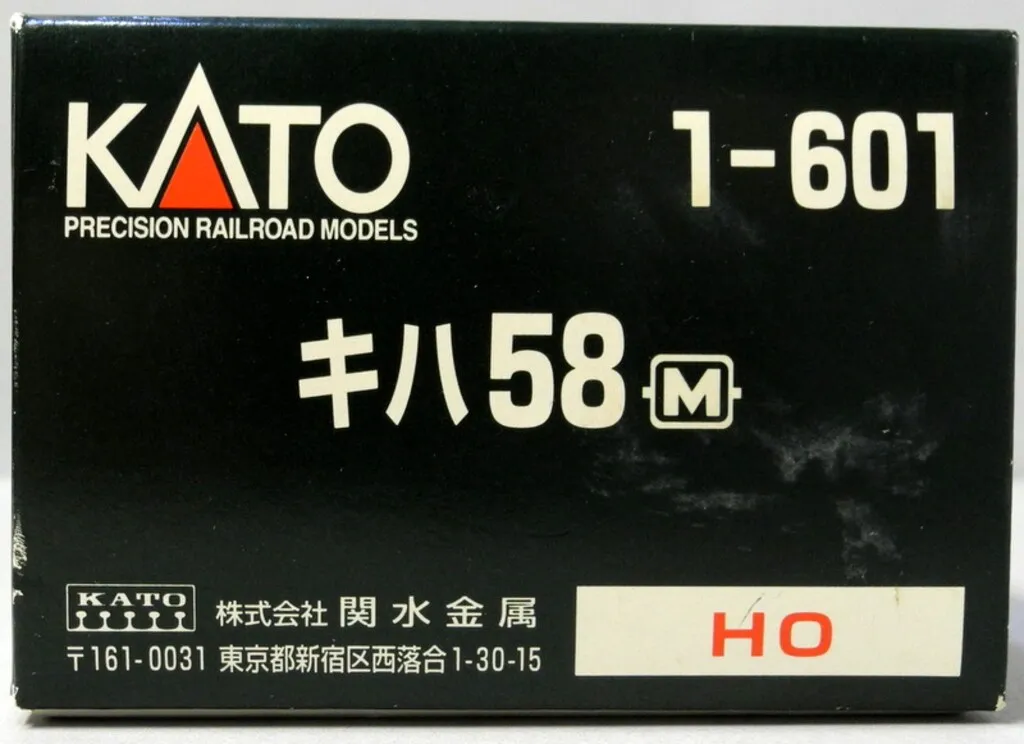 KATO
PRECISION RAILROAD MODELS
1-601
キハ58 M
KATO
株式会社 関水金属
〒161-0031 東京都新宿区西落合1-30-15
HO